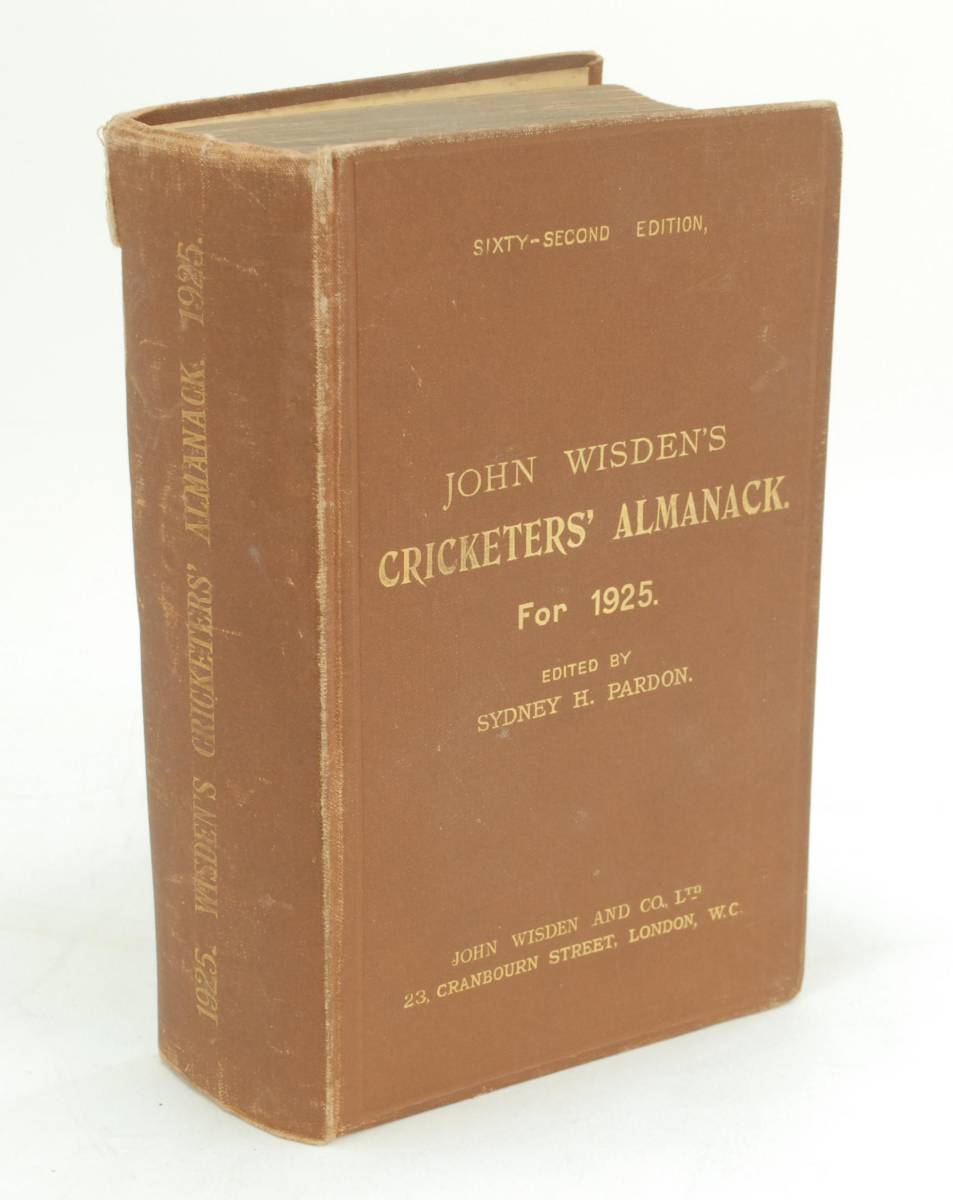 1925. WISDEN'S CRICKETERS' ALMANACK. 1925.
SIXTY-SECOND EDITION,
JOHN WISDEN'S
CRICKETERS' ALMANACK.
For 1925.
EDITED BY
SYDNEY H. PARDON.
JOHN WISDEN AND CO., LTD
23, CRANBOURN STREET, LONDON, W.C.